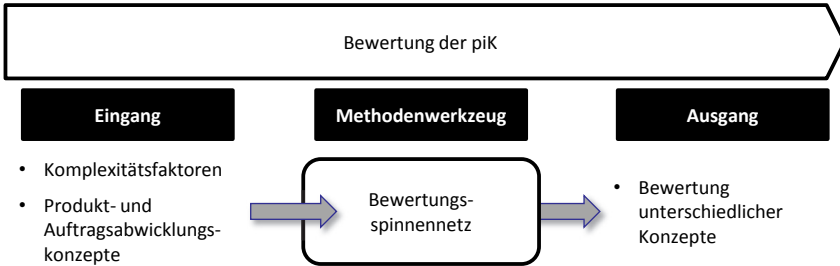 Bewertung der piK
Eingang
Methodenwerkzeug
Ausgang
• Komplexitätsfaktoren
• Produkt- und
Auftragsabwicklungs-
konzepte
Bewertungs-
spinnennetz
• Bewertung
unterschiedlicher
Konzepte